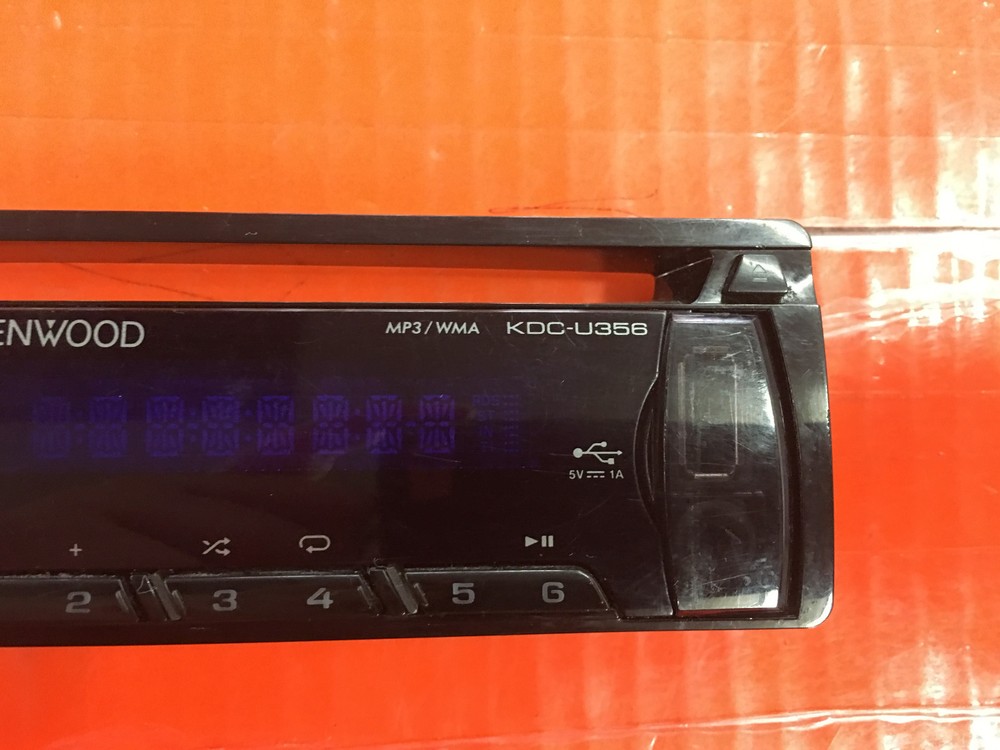 ENWOOD MP3/WMA KDC-U356
5V 1A
+
2 3 4 5 6